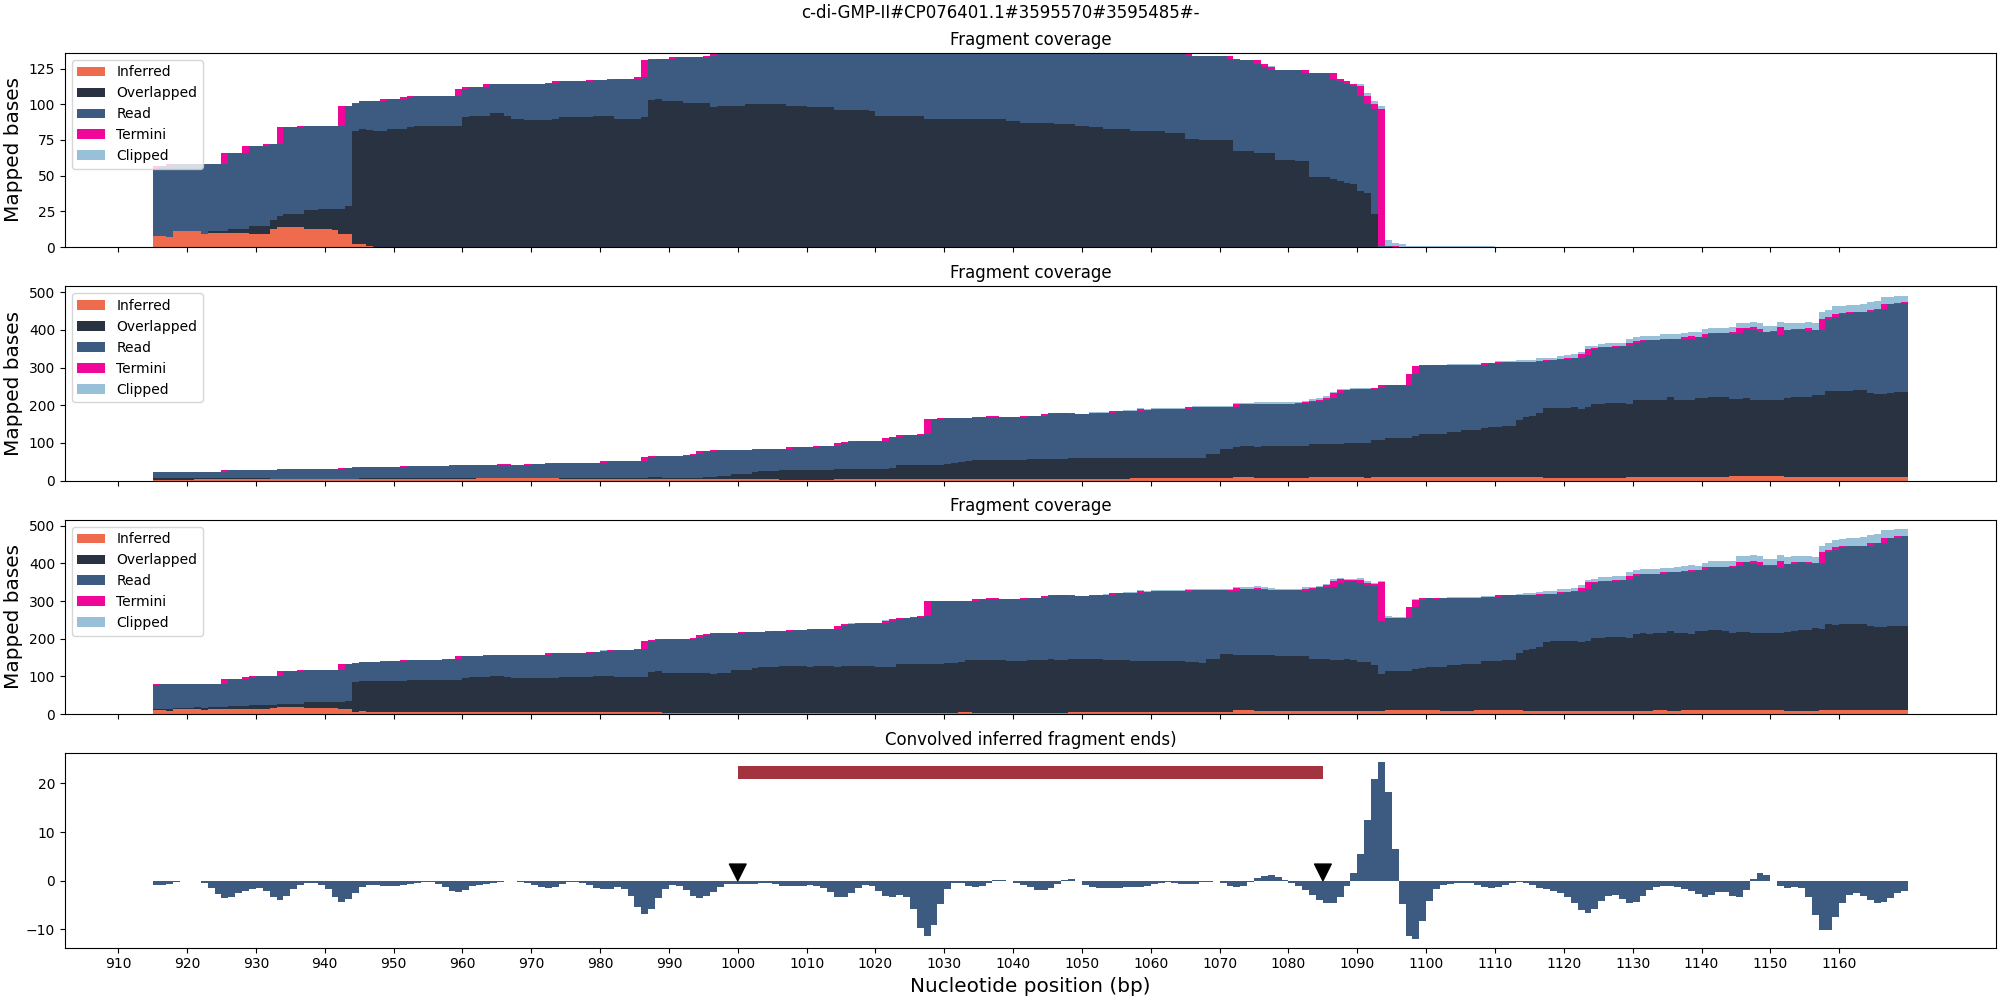 c-di-GMP-II#CP076401.1#3595570#3595485#-
Fragment coverage
Mapped bases
125
100
75
50
25
0
Inferred
Overlapped
Read
Termini
Clipped
Fragment coverage
Mapped bases
500
400
300
200
100
0
Inferred
Overlapped
Read
Termini
Clipped
Fragment coverage
Mapped bases
500
400
300
200
100
0
Inferred
Overlapped
Read
Termini
Clipped
Convolved inferred fragment ends)
20
10
0
−10
910 920 930 940 950 960 970 980 990 1000 1010 1020 1030 1040 1050 1060 1070 1080 1090 1100 1110 1120 1130 1140 1150 1160
Nucleotide position (bp)